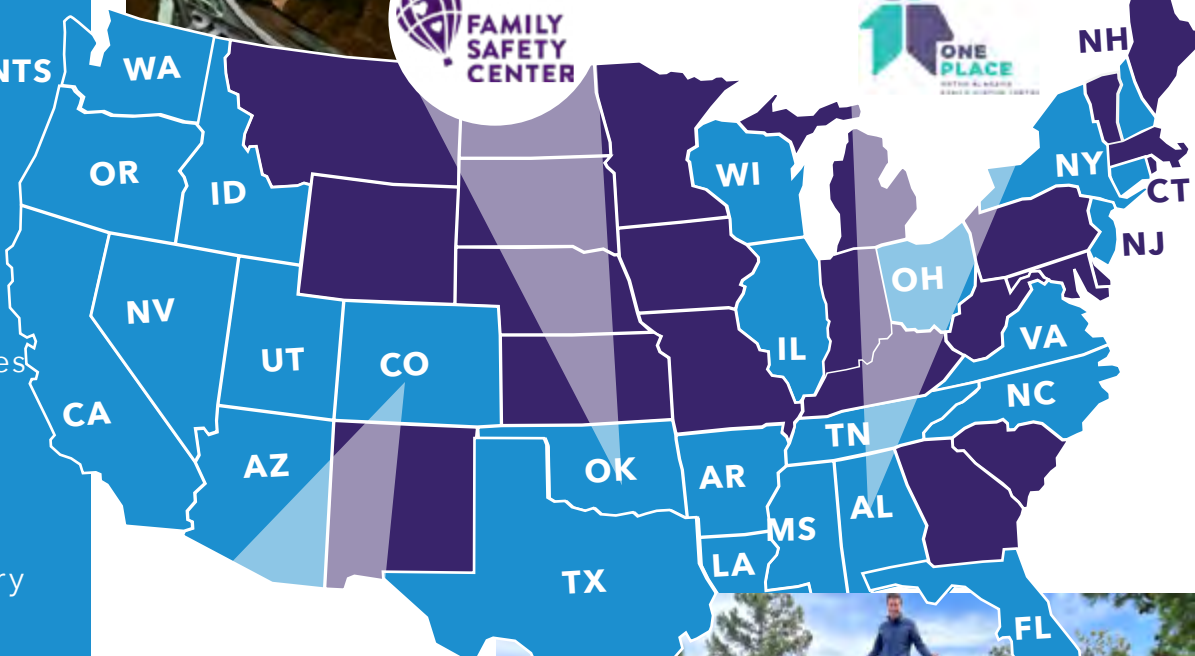 FAMILY
SAFETY
CENTER
ONE
PLACE
NH
NTS
WA
OR
ID
WI
NY
CT
NJ
OH
NV
UT
CO
IL
VA
es
CA
NC
TN
AZ
OK
AR
AL
MS
LA
TX
ry
FL